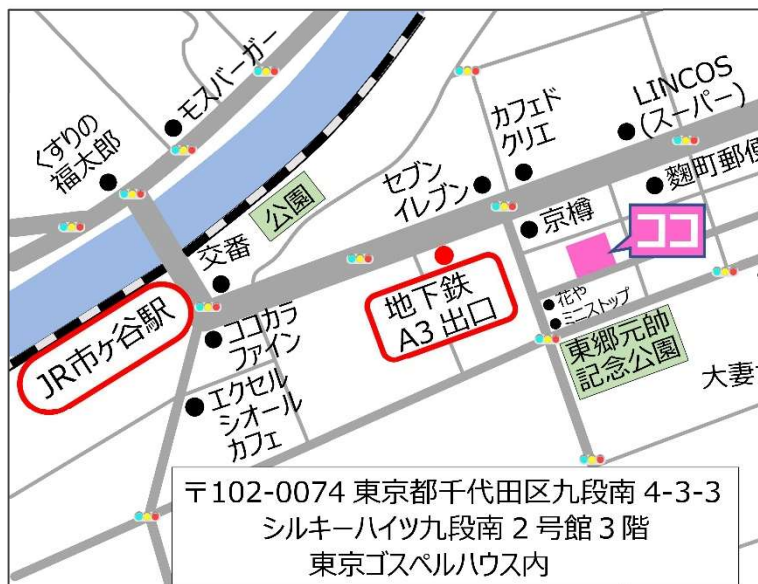 モスバーガー
くすりの
福太郎
公園
交番
JR市ヶ谷駅
ココカラ
ファイン
エクセル
シオール
カフェ
セブン
イレブン
地下鉄
A3 出口
カフェド
クリエ
LINCOS
(スーパー)
麴町郵便
京樽
ココ
花や
ミニストップ
東郷元帥
記念公園
大妻
〒102-0074 東京都千代田区九段南 4-3-3
シルキーハイツ九段南 2 号館 3 階
東京ゴスペルハウス内